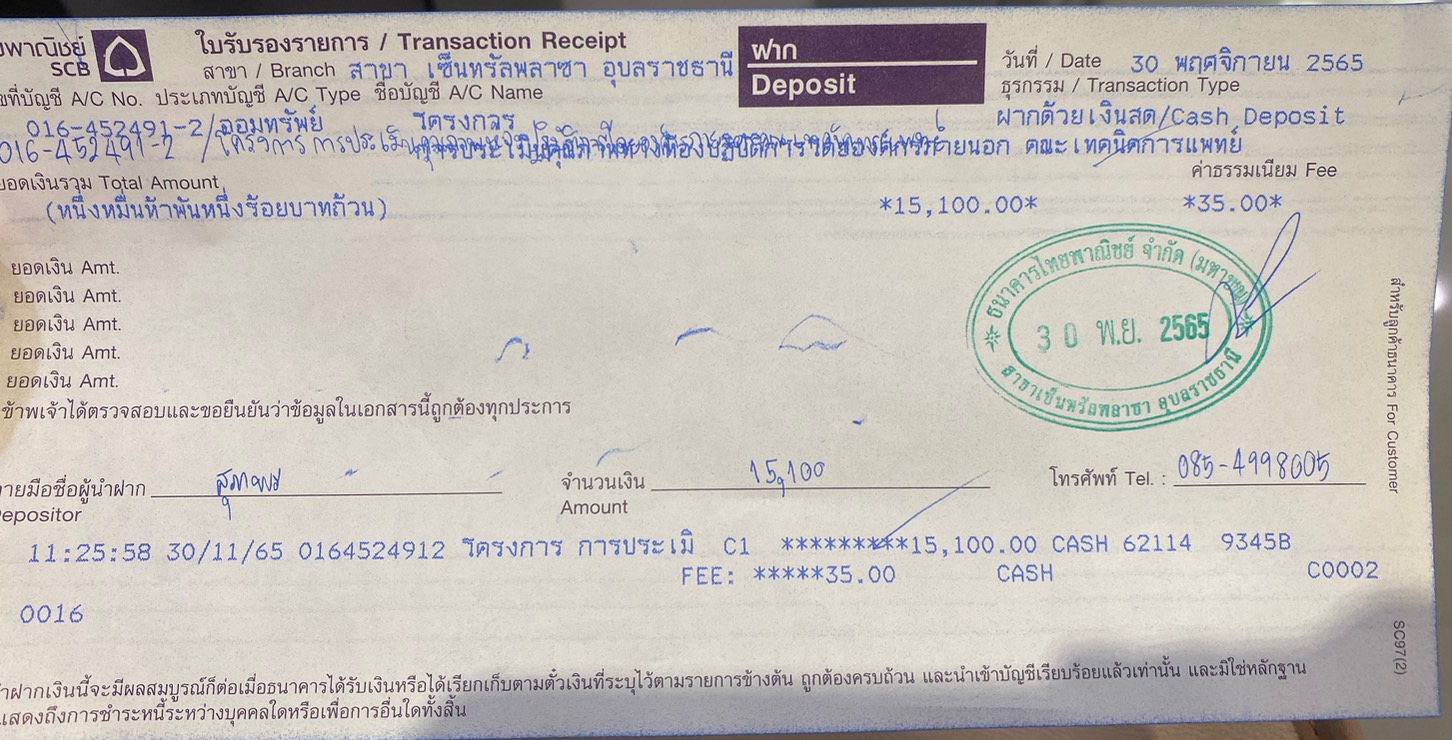 พาณิชย์ SCB ใบรับรองรายการ / Transaction Receipt
สาขา / Branch สาขา เซ็นทรัลพลาซา อุบลราชธานี
ฝาก
Deposit
วันที่ / Date 30 พฤศจิกายน 2565
ธุรกรรม / Transaction Type
ฝากด้วยเงินสด/Cash Deposit
ที่บัญชี A/C No. ประเภทบัญชี A/C Type ชื่อบัญชี A/C Name
016-452491-2/ออมทรัพย์ โครงการ
016-452491-2 /โครงการ การประเมิน
การประเมินคุณภาพทางห้องปฏิบัติการโดยองค์กรภายนอก คณะเทคนิคการแพทย์
ยอดเงินรวม Total Amount ค่าธรรมเนียม Fee
(หนึ่งหมื่นห้าพันหนึ่งร้อยบาทถ้วน) *15,100.00* *35.00*
ยอดเงิน Amt.
ยอดเงิน Amt.
ยอดเงิน Amt.
ยอดเงิน Amt.
ยอดเงิน Amt.
ธนาคารไทยพาณิชย์ จำกัด (มหาชน)
30 พ.ย. 2565
สาขาเซ็นทรัลพลาซา อุบลราชธานี
ข้าพเจ้าได้ตรวจสอบและขอยืนยันว่าข้อมูลในเอกสารนี้ถูกต้องทุกประการ
ลายมือชื่อผู้นำฝาก สุภาพร จำนวนเงิน 15,100 โทรศัพท์ Tel. : 085-4998005
Depositor Amount
11:25:58 30/11/65 0164524912 โครงการ การประเมิ C1 *********15,100.00 CASH 62114 9345B
FEE: *****35.00 CASH C0002
0016
ฝากเงินนี้จะมีผลสมบูรณ์ก็ต่อเมื่อธนาคารได้รับเงินหรือได้เรียกเก็บตามตั๋วเงินที่ระบุไว้ตามรายการข้างต้น ถูกต้องครบถ้วน และนำเข้าบัญชีเรียบร้อยแล้วเท่านั้น และมิใช่หลักฐาน
แสดงถึงการชำระหนี้ระหว่างบุคคลใดหรือเพื่อการอื่นใดทั้งสิ้น
สำหรับลูกค้าธนาคาร For Customer
SC97(2)